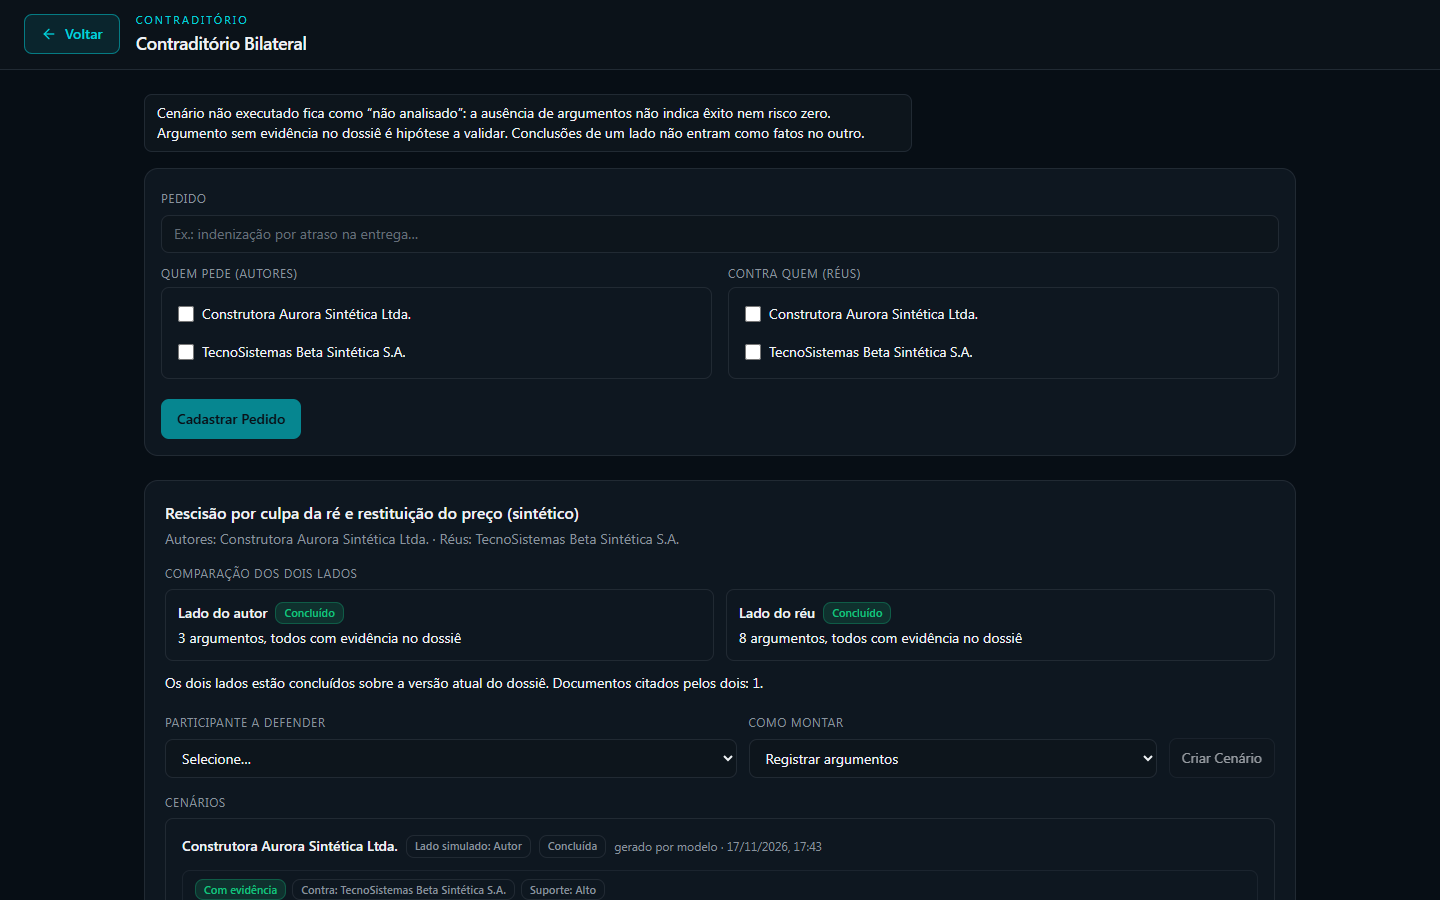 Voltar
CONTRADITÓRIO
Contraditório Bilateral
Cenário não executado fica como “não analisado”: a ausência de argumentos não indica êxito nem risco zero.
Argumento sem evidência no dossiê é hipótese a validar. Conclusões de um lado não entram como fatos no outro.
PEDIDO
Ex.: indenização por atraso na entrega...
QUEM PEDE (AUTORES)
Construtora Aurora Sintética Ltda.
TecnoSistemas Beta Sintética S.A.
CONTRA QUEM (RÉUS)
Construtora Aurora Sintética Ltda.
TecnoSistemas Beta Sintética S.A.
Cadastrar Pedido
Rescisão por culpa da ré e restituição do preço (sintético)
Autores: Construtora Aurora Sintética Ltda. · Réus: TecnoSistemas Beta Sintética S.A.
COMPARAÇÃO DOS DOIS LADOS
Lado do autor Concluído
3 argumentos, todos com evidência no dossiê
Lado do réu Concluído
8 argumentos, todos com evidência no dossiê
Os dois lados estão concluídos sobre a versão atual do dossiê. Documentos citados pelos dois: 1.
PARTICIPANTE A DEFENDER
Selecione...
COMO MONTAR
Registrar argumentos
Criar Cenário
CENÁRIOS
Construtora Aurora Sintética Ltda. Lado simulado: Autor Concluída gerado por modelo · 17/11/2026, 17:43
Com evidência Contra: TecnoSistemas Beta Sintética S.A. Suporte: Alto